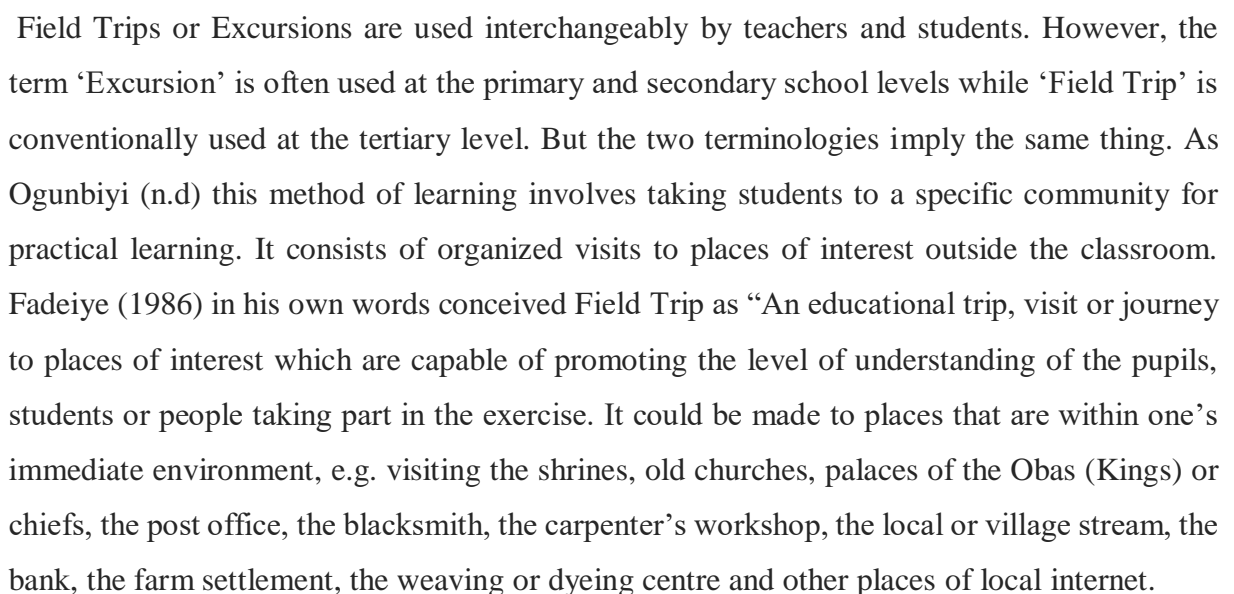 Field Trips or Excursions are used interchangeably by teachers and students. However, the
term ‘Excursion’ is often used at the primary and secondary school levels while ‘Field Trip’ is
conventionally used at the tertiary level. But the two terminologies imply the same thing. As
Ogunbiyi (n.d) this method of learning involves taking students to a specific community for
practical learning. It consists of organized visits to places of interest outside the classroom.
Fadeiye (1986) in his own words conceived Field Trip as “An educational trip, visit or journey
to places of interest which are capable of promoting the level of understanding of the pupils,
students or people taking part in the exercise. It could be made to places that are within one’s
immediate environment, e.g. visiting the shrines, old churches, palaces of the Obas (Kings) or
chiefs, the post office, the blacksmith, the carpenter’s workshop, the local or village stream, the
bank, the farm settlement, the weaving or dyeing centre and other places of local internet.